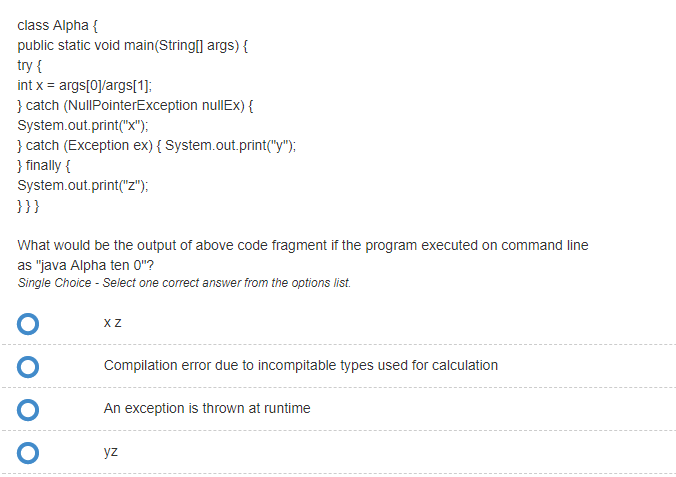 class Alpha {
public static void main(String[] args) {
try {
int x = args[0]/args[1];
} catch (NullPointerException nullEx) {
System.out.print("x");
} catch (Exception ex) { System.out.print("y");
} finally {
System.out.print("z");
} } }
What would be the output of above code fragment if the program executed on command line
as "java Alpha ten 0"?
Single Choice - Select one correct answer from the options list.
x z
Compilation error due to incompitable types used for calculation
An exception is thrown at runtime
yz